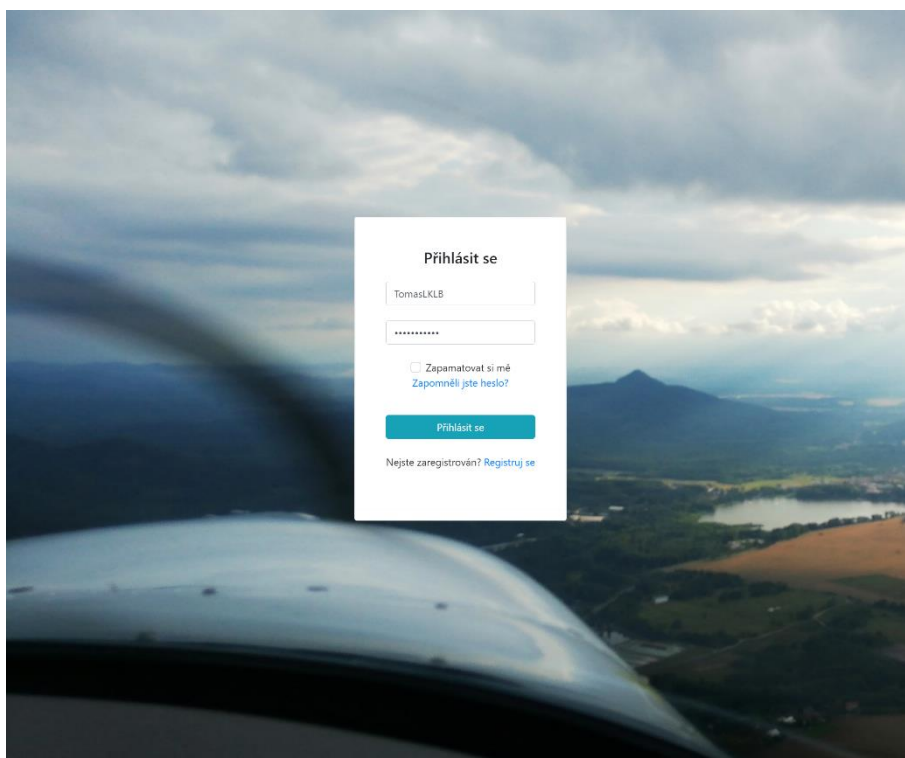 Přihlásit se
TomasLKLB
•••••••••••
Zapamatovat si mě
Zapomněli jste heslo?
Přihlásit se
Nejste zaregistrován? Registruj se